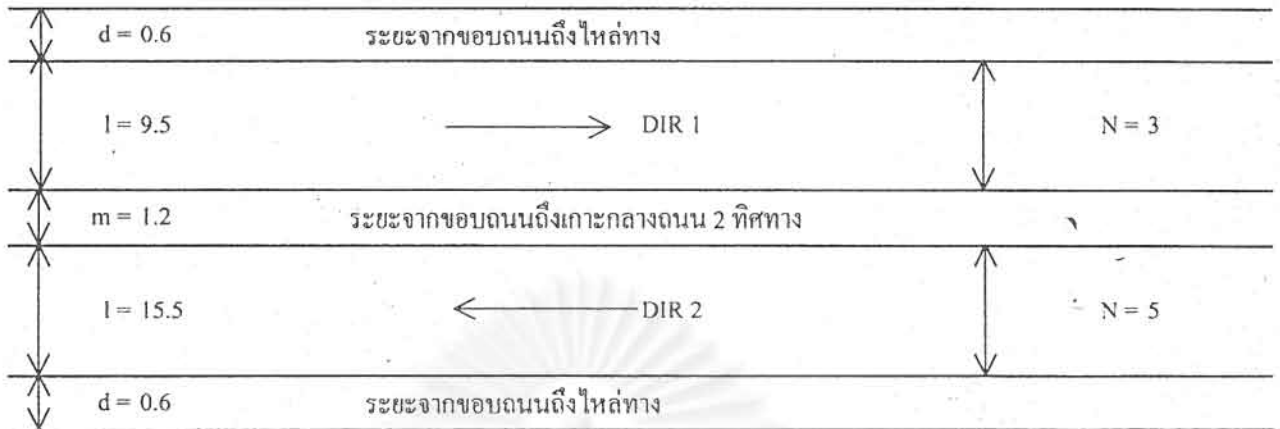 d = 0.6 ระยะจากขอบถนนถึงไหล่ทาง
l = 9.5 DIR 1 N = 3
m = 1.2 ระยะจากขอบถนนถึงเกาะกลางถนน 2 ทิศทาง
l = 15.5 DIR 2 N = 5
d = 0.6 ระยะจากขอบถนนถึงไหล่ทาง